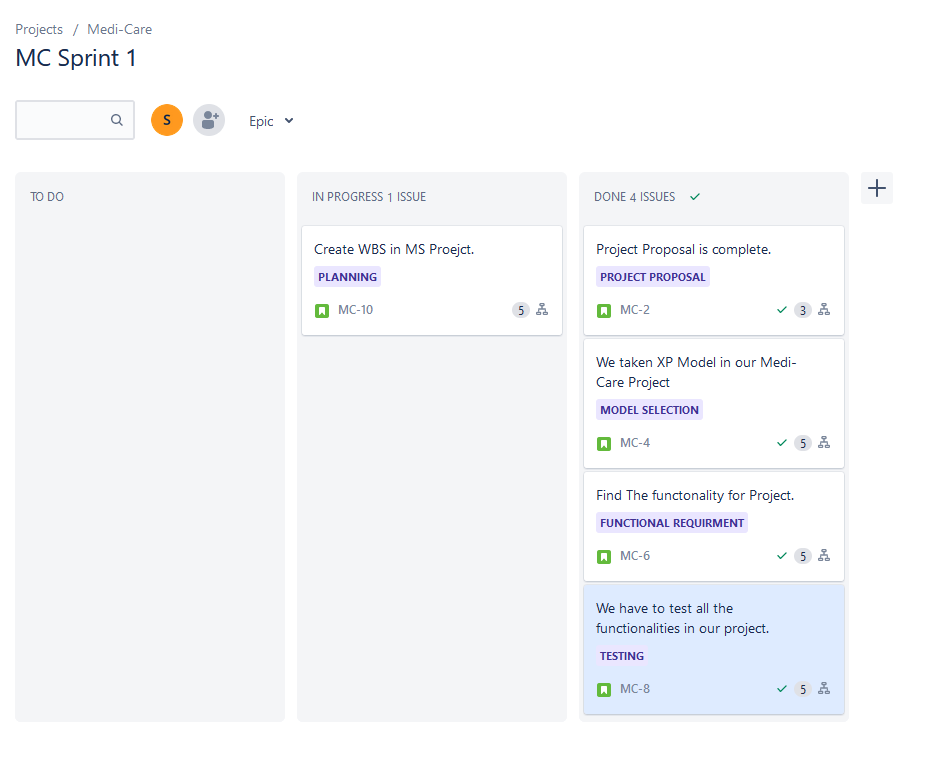 Projects / Medi-Care
MC Sprint 1
S
Epic
TO DO
IN PROGRESS 1 ISSUE
Create WBS in MS Proejct.
PLANNING
MC-10
5
DONE 4 ISSUES
Project Proposal is complete.
PROJECT PROPOSAL
MC-2
3
We taken XP Model in our Medi-
Care Project
MODEL SELECTION
MC-4
5
Find The functonality for Project.
FUNCTIONAL REQUIRMENT
MC-6
5
We have to test all the
functionalities in our project.
TESTING
MC-8
5